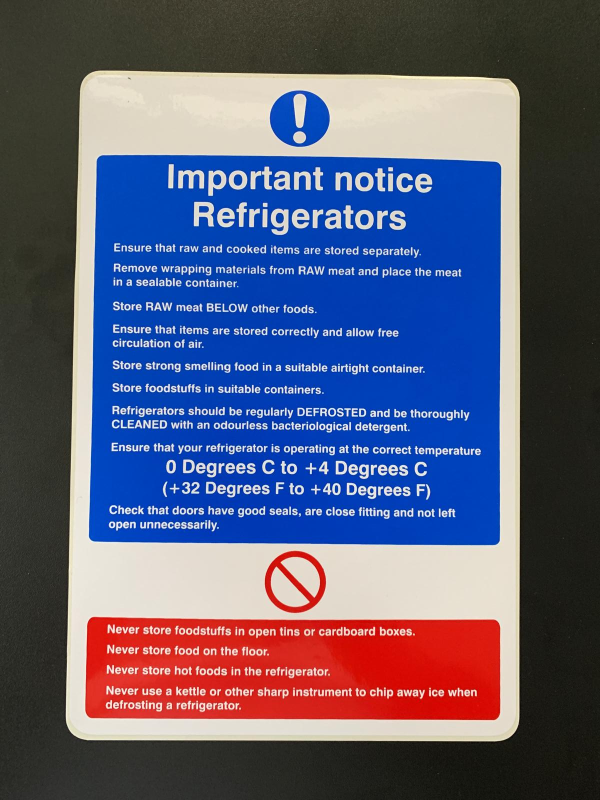 Important notice
Refrigerators
Ensure that raw and cooked items are stored separately.
Remove wrapping materials from RAW meat and place the meat
in a sealable container.
Store RAW meat BELOW other foods.
Ensure that items are stored correctly and allow free
circulation of air.
Store strong smelling food in a suitable airtight container.
Store foodstuffs in suitable containers.
Refrigerators should be regularly DEFROSTED and be thoroughly
CLEANED with an odourless bacteriological detergent.
Ensure that your refrigerator is operating at the correct temperature
0 Degrees C to +4 Degrees C
(+32 Degrees F to +40 Degrees F)
Check that doors have good seals, are close fitting and not left
open unnecessarily.
Never store foodstuffs in open tins or cardboard boxes.
Never store food on the floor.
Never store hot foods in the refrigerator.
Never use a kettle or other sharp instrument to chip away ice when
defrosting a refrigerator.